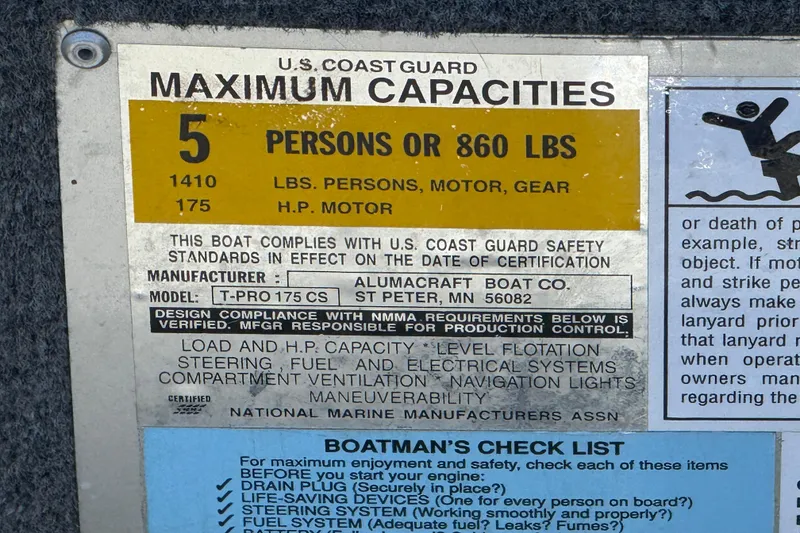 U.S. COAST GUARD
MAXIMUM CAPACITIES
5 PERSONS OR 860 LBS
1410 LBS. PERSONS, MOTOR, GEAR
175 H.P. MOTOR
THIS BOAT COMPLIES WITH U.S. COAST GUARD SAFETY
STANDARDS IN EFFECT ON THE DATE OF CERTIFICATION
MANUFACTURER : ALUMACRAFT BOAT CO.
MODEL: T-PRO 175 CS ST PETER, MN 56082
DESIGN COMPLIANCE WITH NMMA REQUIREMENTS BELOW IS
VERIFIED. MFGR RESPONSIBLE FOR PRODUCTION CONTROL.
LOAD AND H.P. CAPACITY * LEVEL FLOTATION
STEERING, FUEL AND ELECTRICAL SYSTEMS
COMPARTMENT VENTILATION NAVIGATION LIGHTS
MANEUVERABILITY
CERTIFIED
NATIONAL MARINE MANUFACTURERS ASSN
or death of
example,
object. If
and strike
always make
lanyard prior
that lanyard
when
owners
regarding the
BOATMAN'S CHECK LIST
For maximum enjoyment and safety, check each of these items
BEFORE you start your engine:
✓ DRAIN PLUG (Securely in place?)
✓ LIFE-SAVING DEVICES (One for every person on board?)
✓ STEERING SYSTEM (Working smoothly and properly?)
✓ FUEL SYSTEM (Adequate fuel? Leaks? Fumes?)